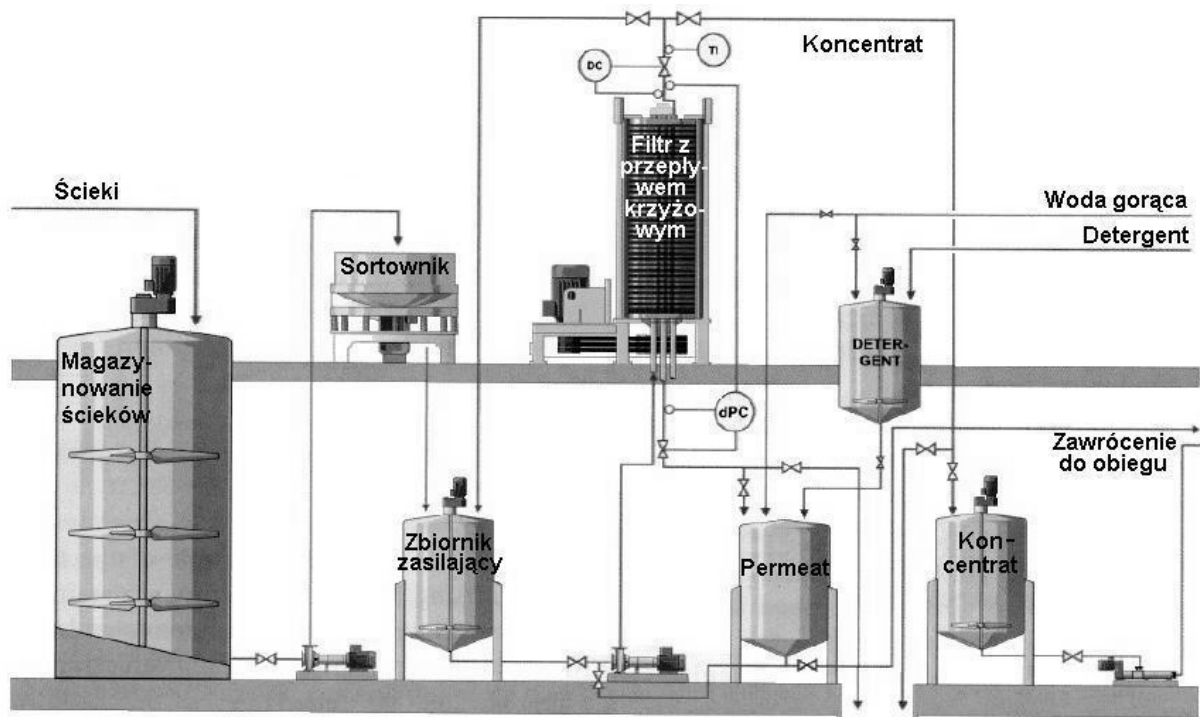 Koncentrat
TI
DC
Filtr z
przepły-
wem
krzyżo-
wym
Ścieki
Woda gorąca
Detergent
Sortownik
Magazy-
nowanie
ścieków
DETER-
GENT
dPC
Zawrócenie
do obiegu
Zbiornik
zasilający
Permeat
Kon-
centrat